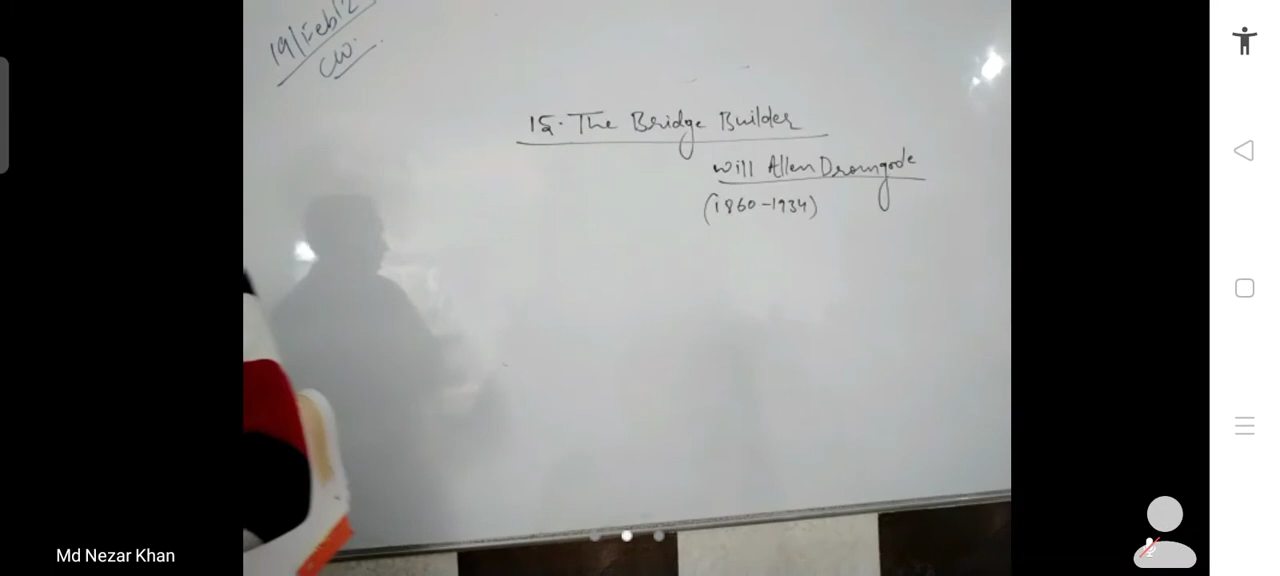 19/Feb/2
CW.
15. The Bridge Builder
Will Allen Dromgoole
(1860-1934)
Md Nezar Khan